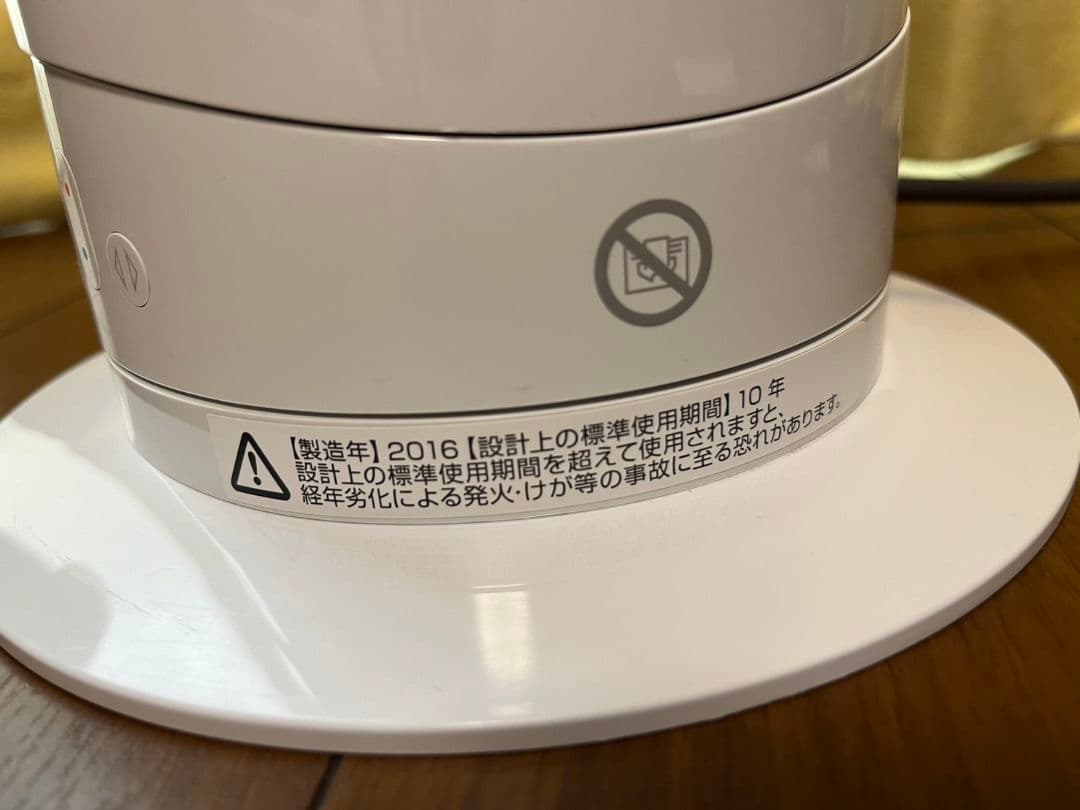 【製造年】2016【設計上の標準使用期間】10年
設計上の標準使用期間を超えて使用されますと、
経年劣化による発火・けが等の事故に至る恐れがあります。